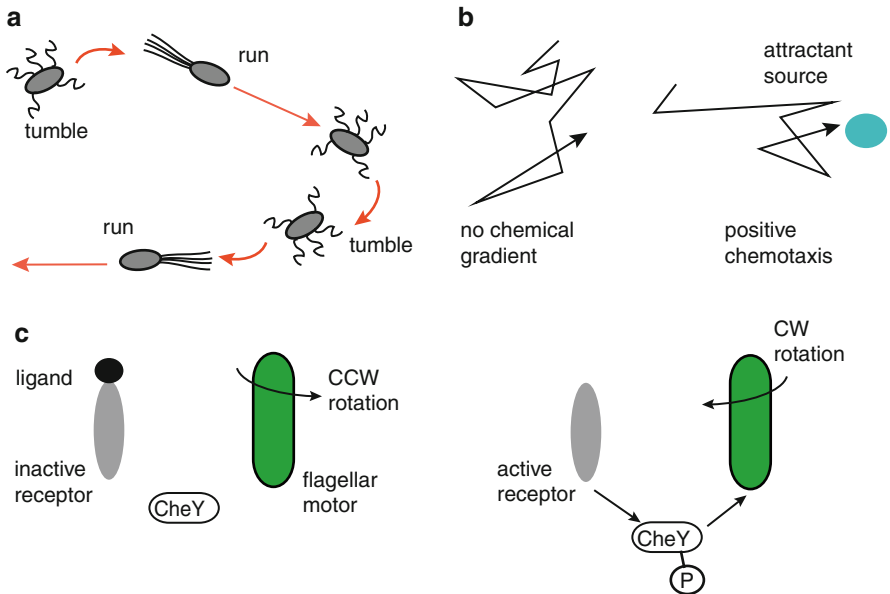 a
run
tumble
run
tumble
b
attractant
source
no chemical
gradient
positive
chemotaxis
c
ligand
inactive
receptor
CheY
CCW
rotation
flagellar
motor
active
receptor
CheY
P
CW
rotation